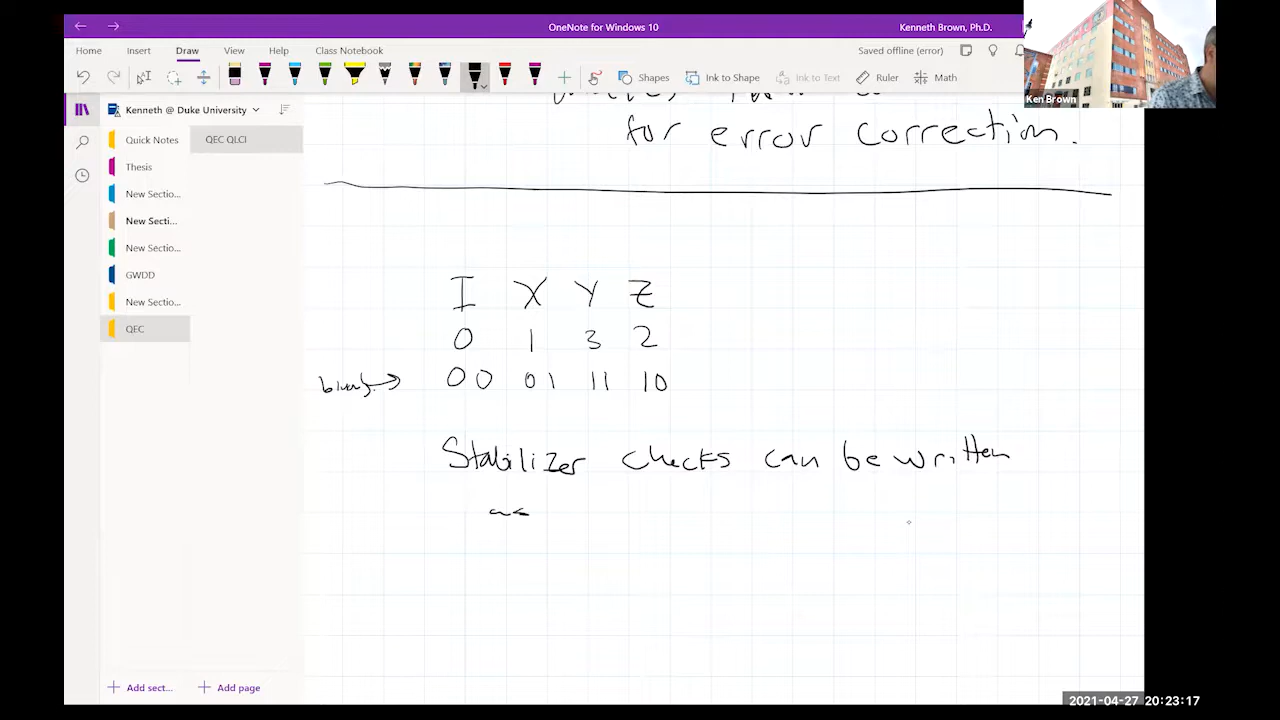 OneNote for Windows 10
Kenneth Brown, Ph.D.
Home Insert Draw View Help Class Notebook
Saved offline (error)
Shapes Ink to Shape Ink to Text Ruler Math
Ken Brown
Kenneth @ Duke University
Quick Notes
QEC QLCI
Thesis
New Section...
New Secti...
New Sectio...
GWDD
New Sectio...
QEC
Add sect...
Add page
for error correction.
I X Y Z
0 1 3 2
binary → 00 01 11 10
Stabilizer checks can be written
as
2021-04-27 20:23:17